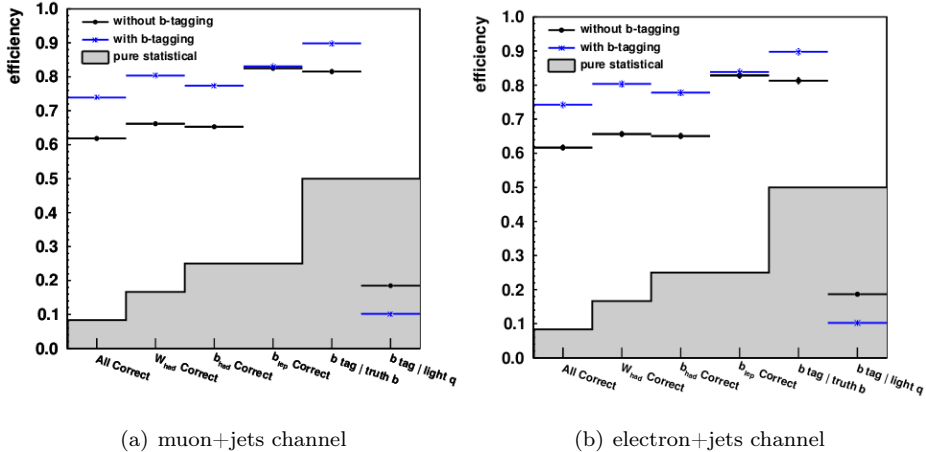 efficiency
1.0
0.9
0.8
0.7
0.6
0.5
0.4
0.3
0.2
0.1
0.0
without b-tagging
with b-tagging
pure statistical
All Correct
W_had Correct
b_had Correct
b_lep Correct
b tag / truth b
b tag / light q
(a) muon+jets channel
efficiency
1.0
0.9
0.8
0.7
0.6
0.5
0.4
0.3
0.2
0.1
0.0
without b-tagging
with b-tagging
pure statistical
All Correct
W_had Correct
b_had Correct
b_lep Correct
b tag / truth b
b tag / light q
(b) electron+jets channel